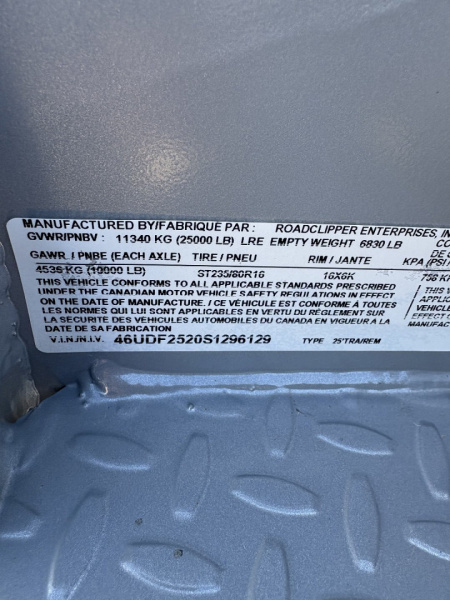 MANUFACTURED BY/FABRIQUÉ PAR : ROADCLIPPER ENTERPRISES, IN
GVWR/PNBV : 11340 KG (25000 LB) LRE EMPTY WEIGHT 6830 LB
GAWR / PNBE (EACH AXLE) TIRE / PNEU RIM / JANTE KPA (PSI/
4536 KG (10000 LB) ST235/80R16 16X6K
THIS VEHICLE CONFORMS TO ALL APPLICABLE STANDARDS PRESCRIBED
UNDER THE CANADIAN MOTOR VEHICLE SAFETY REGULATIONS IN EFFECT
ON THE DATE OF MANUFACTURE. / CE VÉHICULE EST CONFORME À TOUTES
LES NORMES QUI LUI SONT APPLICABLES EN VERTU DU RÈGLEMENT SUR
LA SÉCURITÉ DES VÉHICULES AUTOMOBILES DU CANADA EN VIGUEUR A LA
DATE DE SA FABRICATION
V.I.N./N.I.V. 46UDF2520S1296129 TYPE 25'TRA/REM